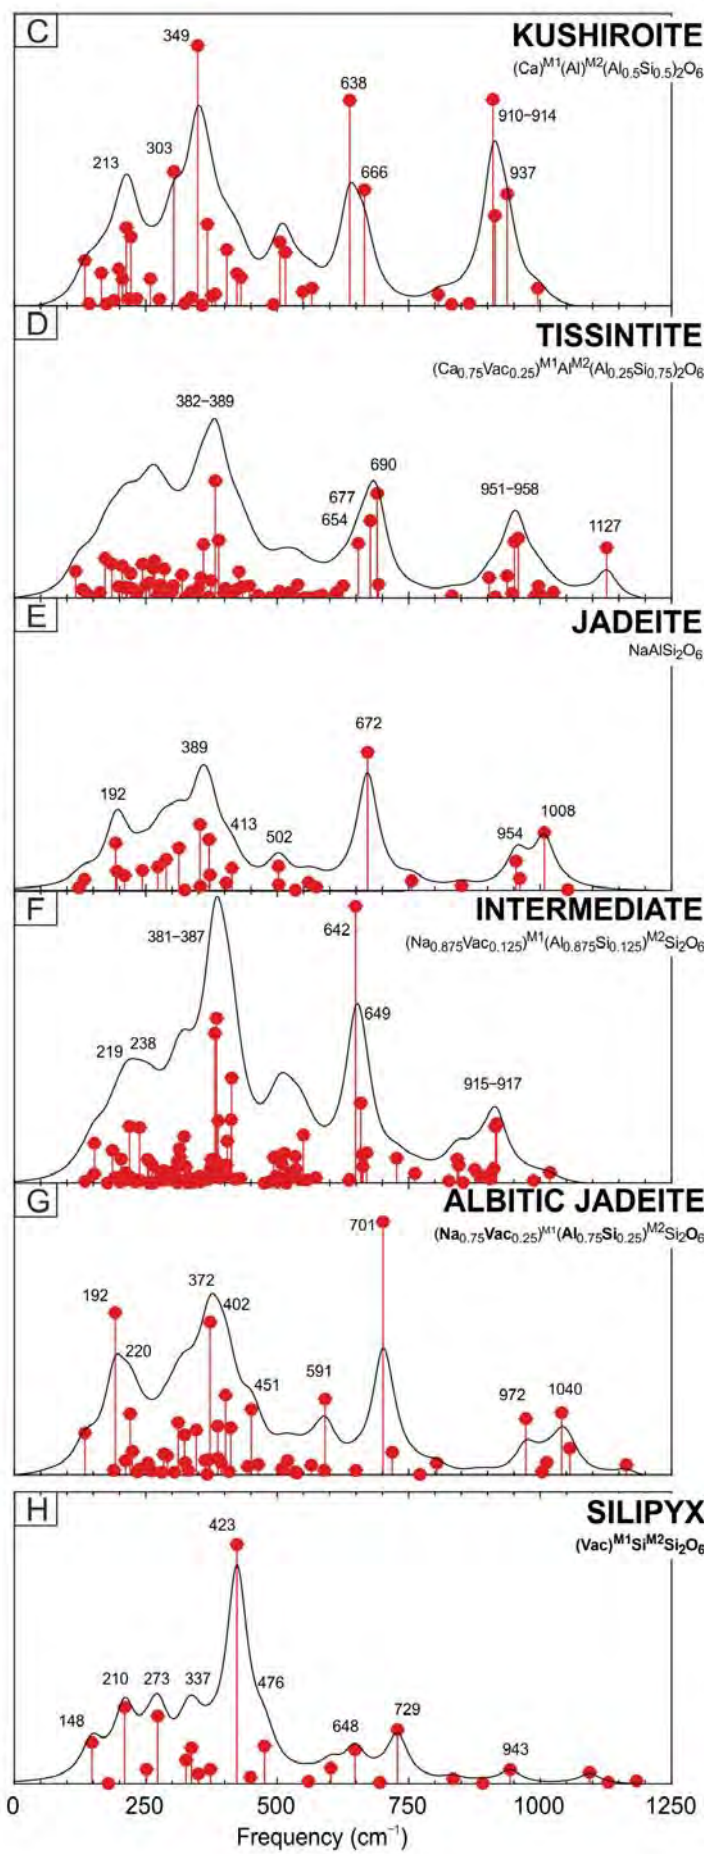 C
KUSHIROITE
(Ca)M1(Al)M2(Al0.5Si0.5)2O6
349
638
910–914
303
213
666
937
D
TISSINTITE
(Ca0.75Vac0.25)M1AlM2(Al0.25Si0.75)2O6
382–389
690
677
951–958
654
1127
E
JADEITE
NaAlSi2O6
672
389
192
413
1008
502
954
F
INTERMEDIATE
(Na0.875Vac0.125)M1(Al0.875Si0.125)M2Si2O6
381–387
642
649
219
238
915–917
G
ALBITIC JADEITE
(Na0.75Vac0.25)M1(Al0.75Si0.25)M2Si2O6
701
372
192
402
220
591
451
972
1040
H
SILIPYX
(Vac)M1SiM2Si2O6
423
210
273
337
476
148
648
729
943
0
250
500
750
1000
1250
Frequency (cm−1)